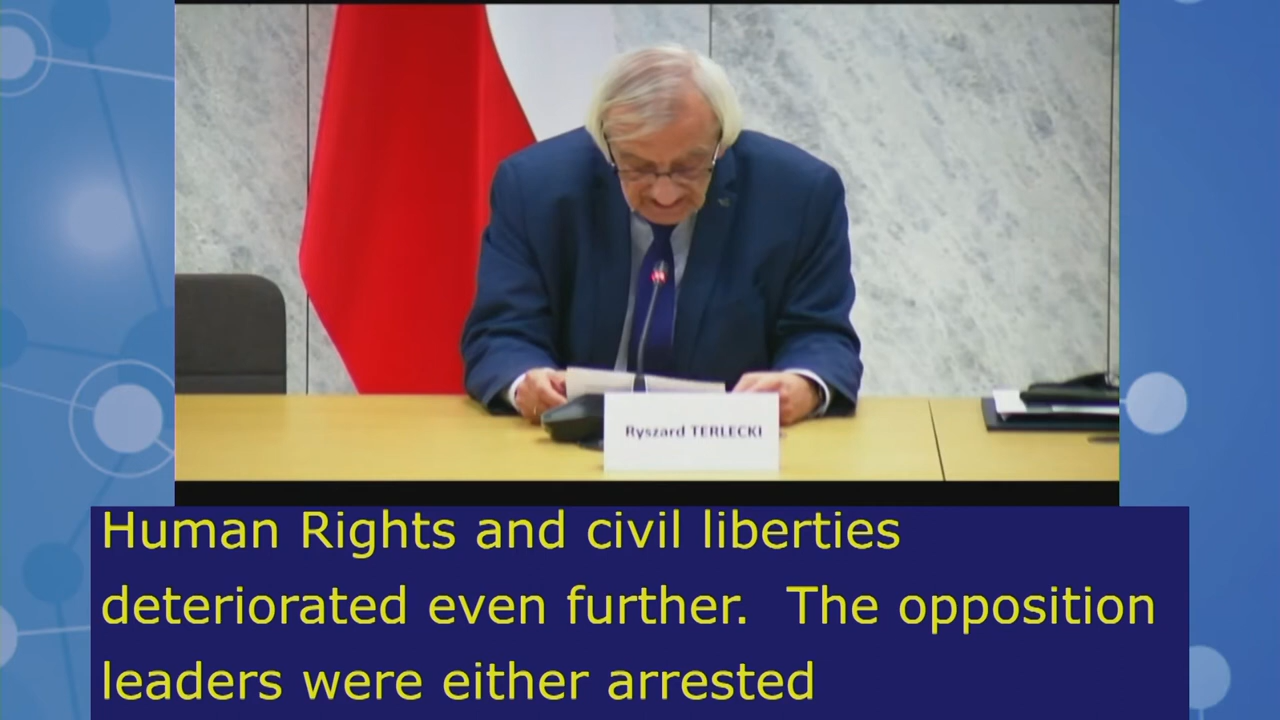 Ryszard TERLECKI
Human Rights and civil liberties
deteriorated even further.  The opposition
leaders were either arrested